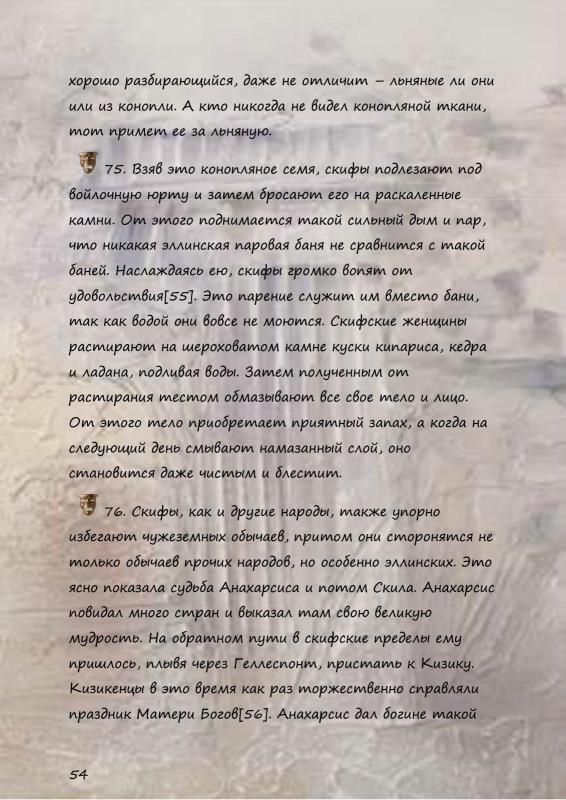 хорошо разбирающийся, даже не отличит – льняные ли они
или из конопли. А кто никогда не видел конопляной ткани,
тот примет ее за льняную.
75. Взяв это конопляное семя, скифы подлезают под
войлочную юрту и затем бросают его на раскаленные
камни. От этого поднимается такой сильный дым и пар,
что никакая эллинская паровая баня не сравнится с такой
баней. Наслаждаясь ею, скифы громко вопят от
удовольствия[55]. Это парение служит им вместо бани,
так как водой они вовсе не моются. Скифские женщины
растирают на шероховатом камне куски кипариса, кедра
и ладана, подливая воды. Затем полученным от
растирания тестом обмазывают все свое тело и лицо.
От этого тело приобретает приятный запах, а когда на
следующий день смывают намазанный слой, оно
становится даже чистым и блестит.
76. Скифы, как и другие народы, также упорно
избегают чужеземных обычаев, притом они сторонятся не
только обычаев прочих народов, но особенно эллинских. Это
ясно показала судьба Анахарсиса и потом Скила. Анахарсис
повидал много стран и выказал там свою великую
мудрость. На обратном пути в скифские пределы ему
пришлось, плывя через Геллеспонт, пристать к Кизику.
Кизикенцы в это время как раз торжественно справляли
праздник Матери Богов[56]. Анахарсис дал богине такой
54